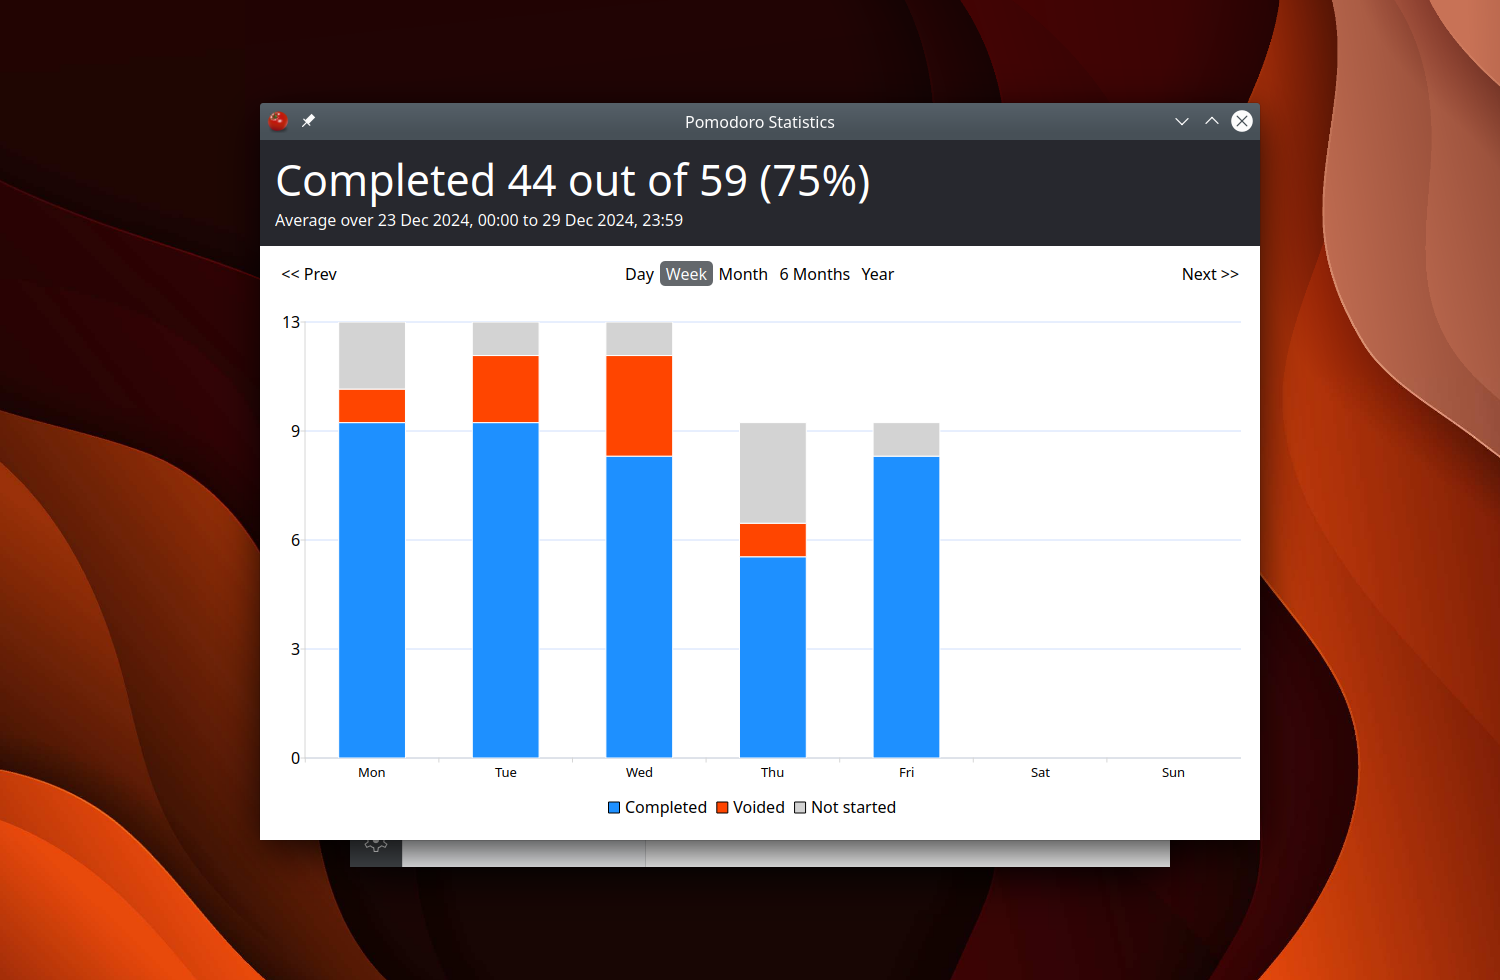 Pomodoro Statistics
Completed 44 out of 59 (75%)
Average over 23 Dec 2024, 00:00 to 29 Dec 2024, 23:59
<< Prev Day Week Month 6 Months Year Next >>
13
9
6
3
0
Mon Tue Wed Thu Fri Sat Sun
Completed Voided Not started